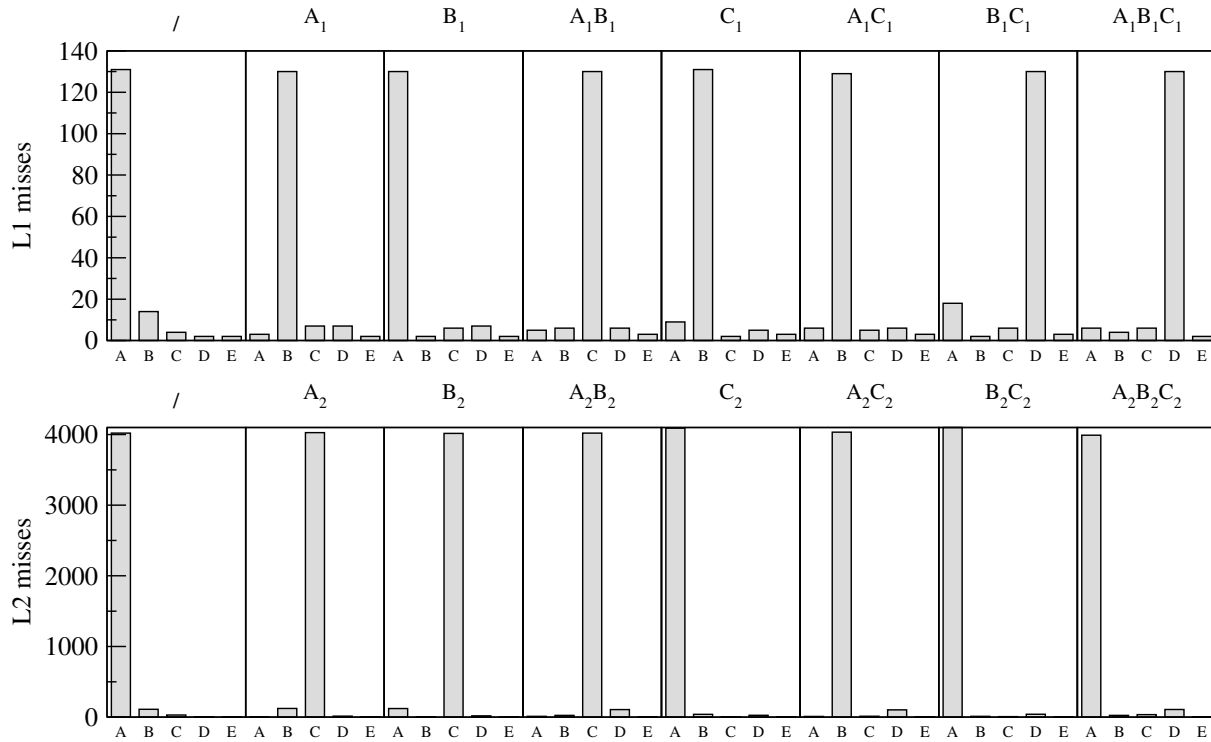 / A₁ B₁ A₁B₁ C₁ A₁C₁ B₁C₁ A₁B₁C₁
140
120
100
80
60
40
20
0
L1 misses
A B C D E A B C D E A B C D E A B C D E A B C D E A B C D E A B C D E A B C D E
/ A₂ B₂ A₂B₂ C₂ A₂C₂ B₂C₂ A₂B₂C₂
4000
3000
2000
1000
0
L2 misses
A B C D E A B C D E A B C D E A B C D E A B C D E A B C D E A B C D E A B C D E